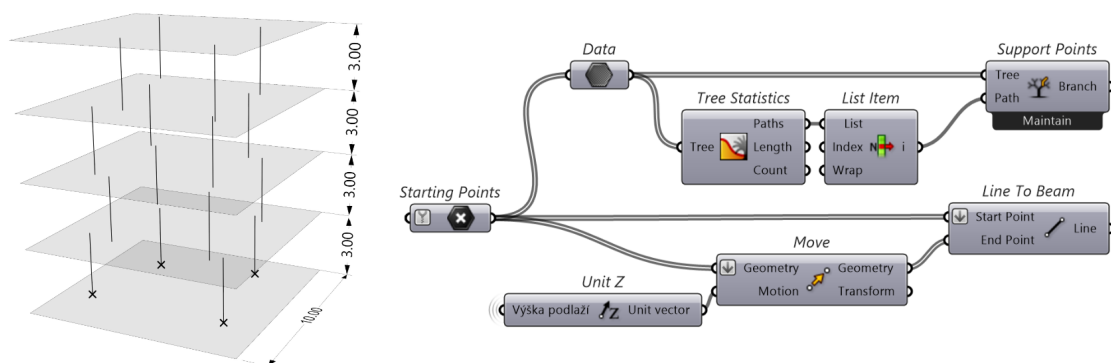 3.00
3.00
3.00
3.00
10.00
Data
Support Points
Tree
Path
Branch
Maintain
Tree Statistics
Tree
Paths
Length
Count
List Item
List
Index
Wrap
N
i
Starting Points
Line To Beam
Start Point
End Point
Line
Move
Geometry
Motion
Geometry
Transform
Unit Z
Výška podlaží
Z
Unit vector